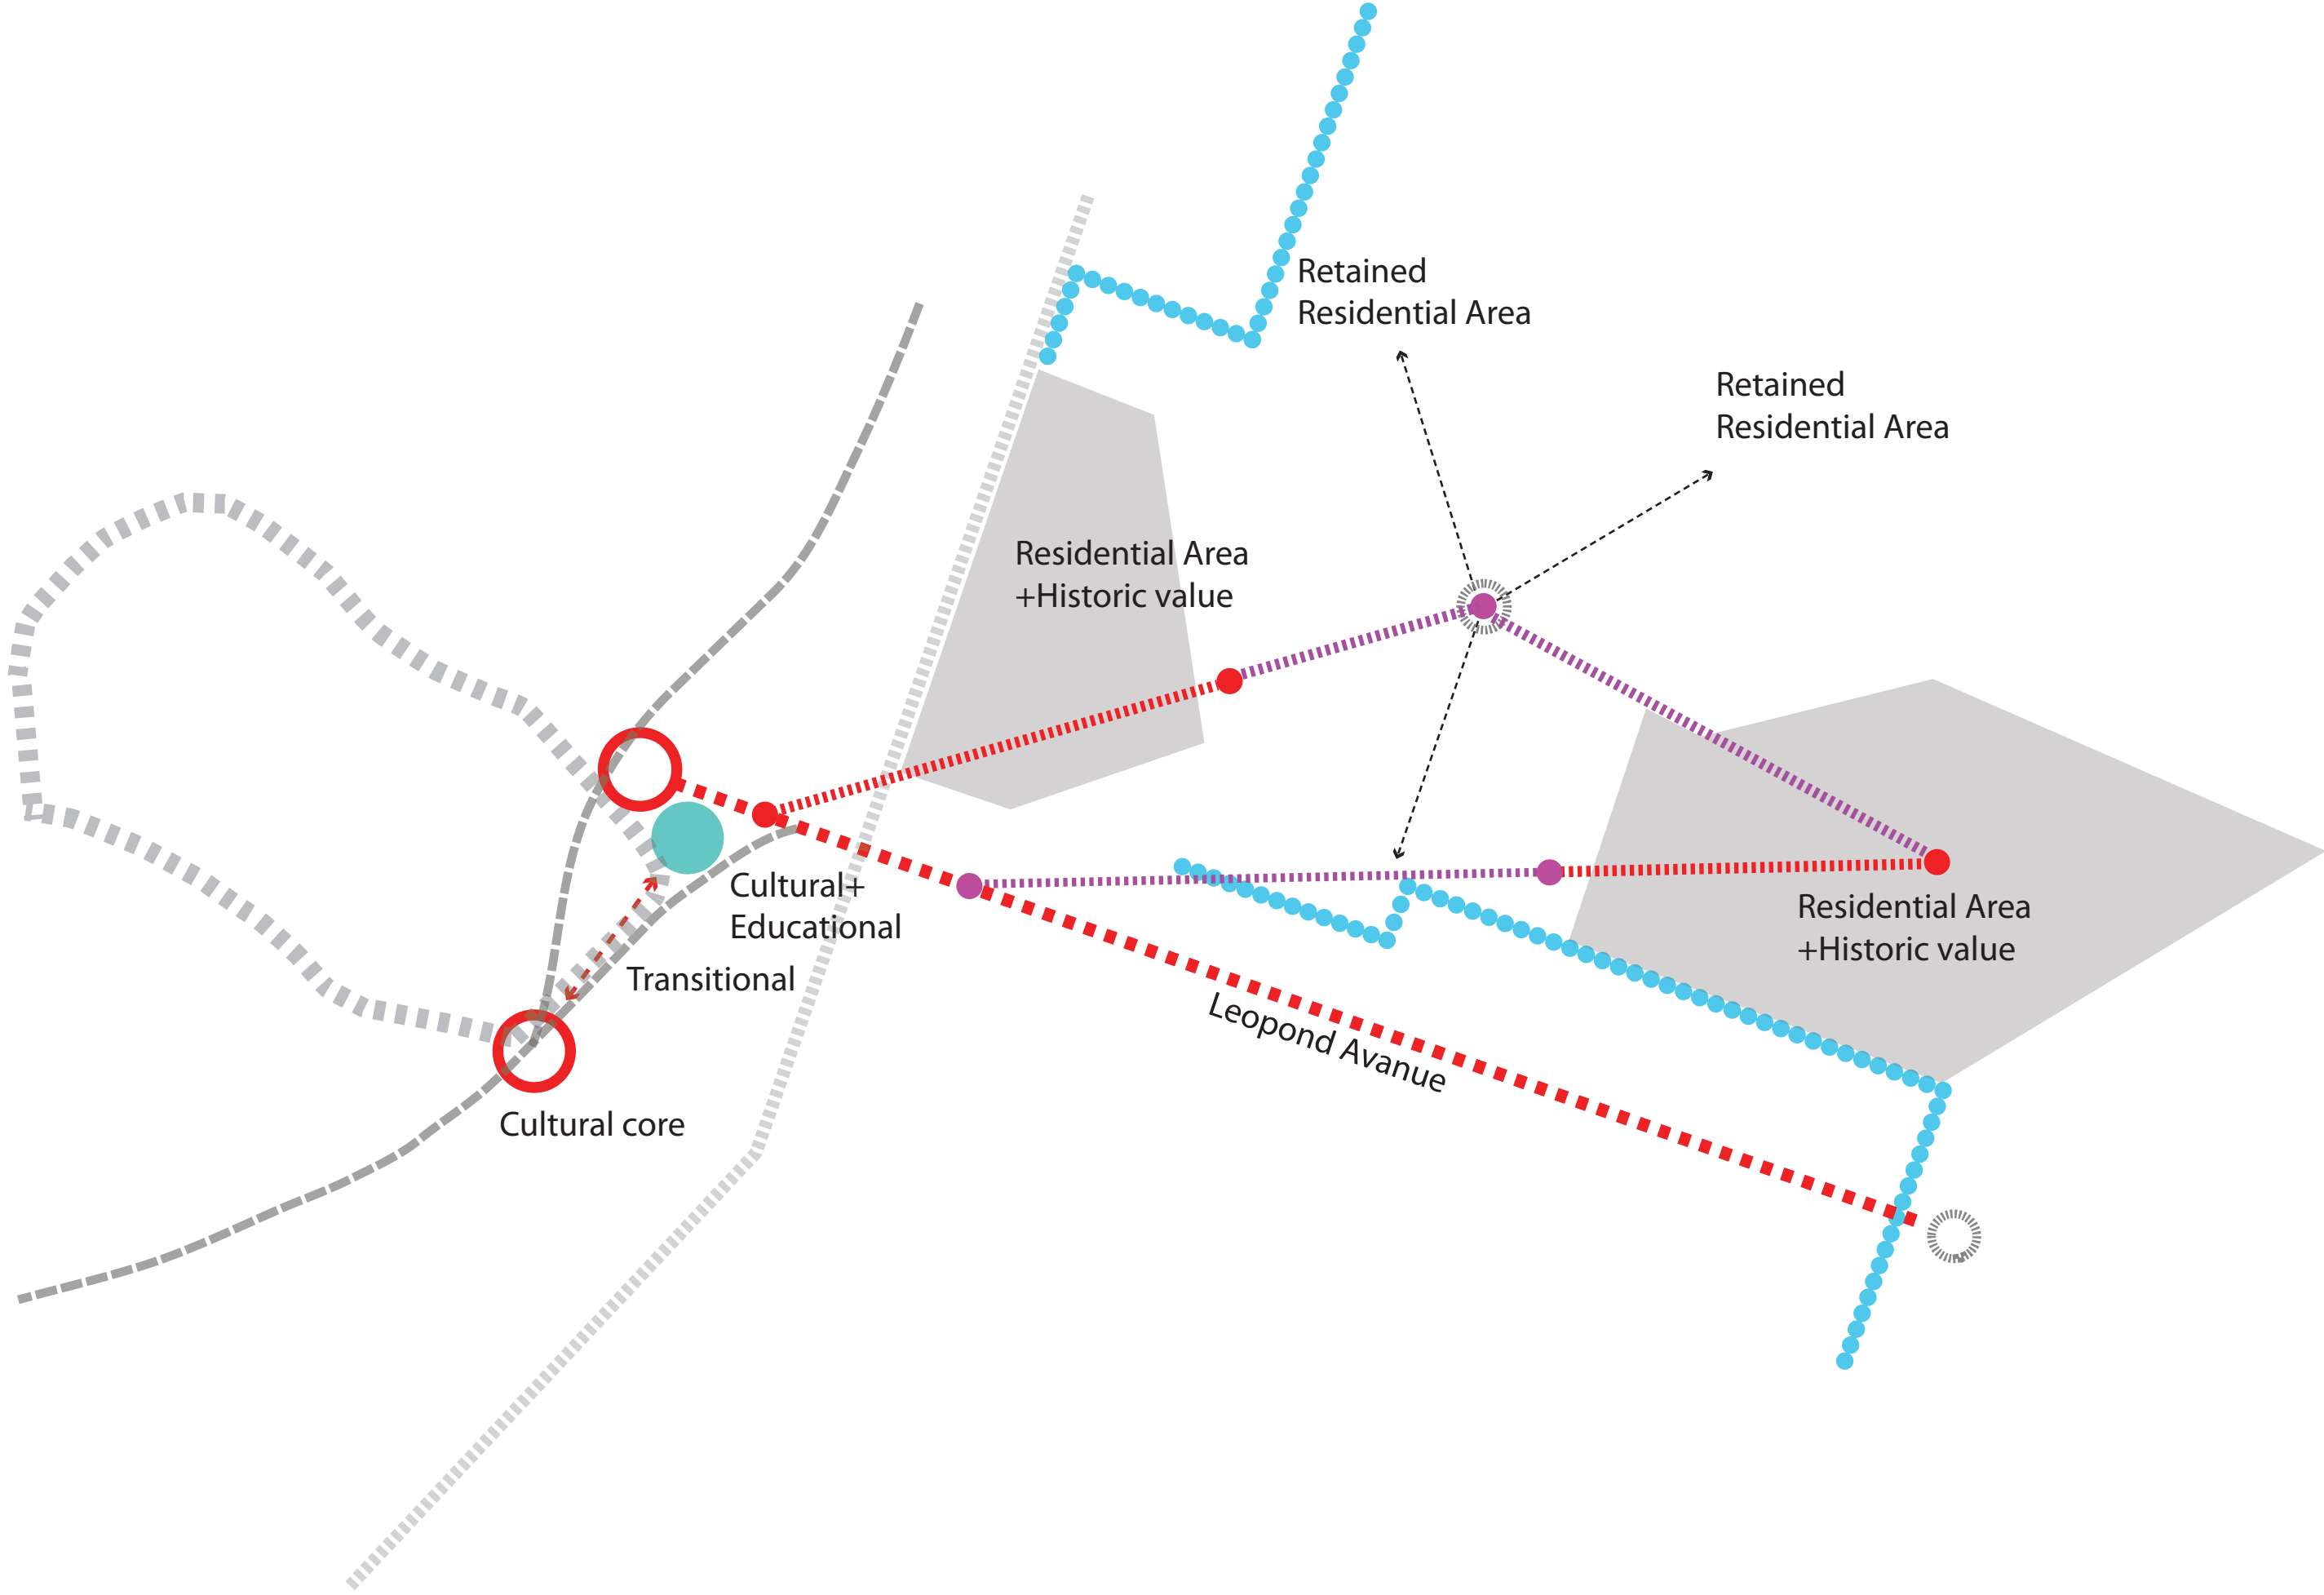 Retained
Residential Area
Retained
Residential Area
Residential Area
+Historic value
Cultural+
Educational
Residential Area
+Historic value
Transitional
Leopond Avanue
Cultural core